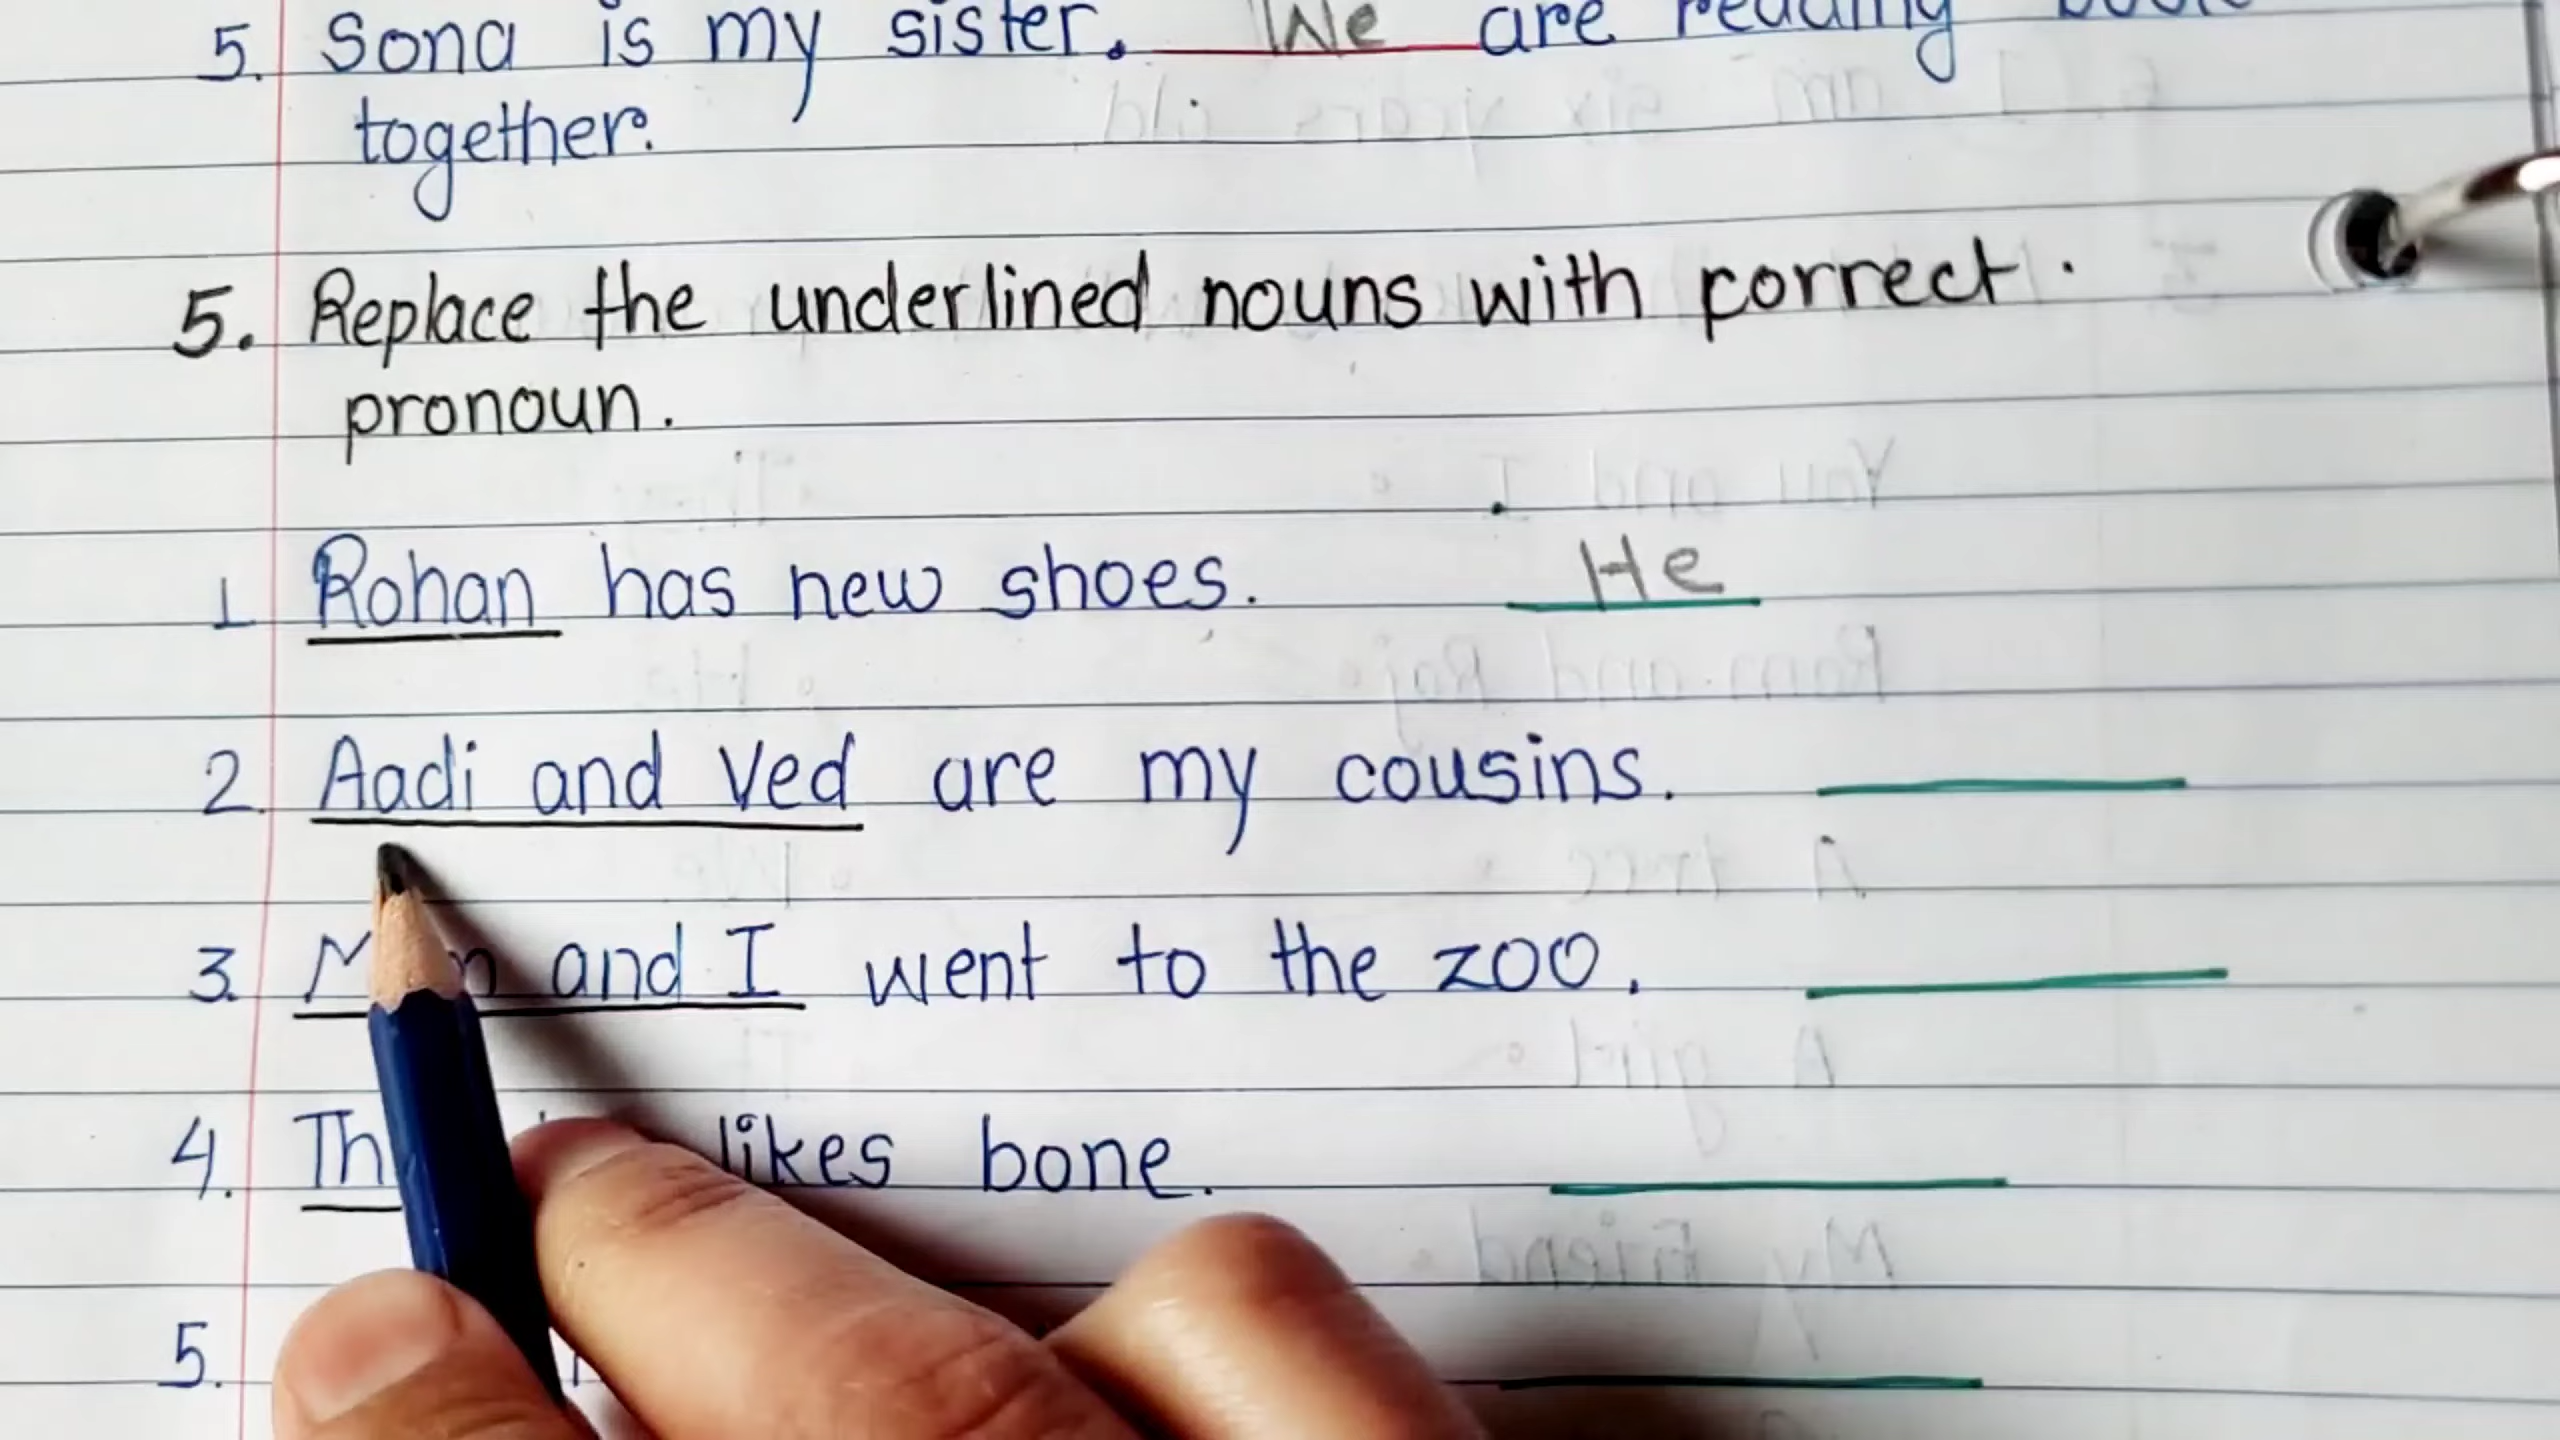 5. Sona is my sister. We are reading
together.
5. Replace the underlined nouns with correct.
pronoun.
1 Rohan has new shoes. He
2. Aadi and Ved are my cousins.
3. and I went to the zoo.
4. likes bone.
5.